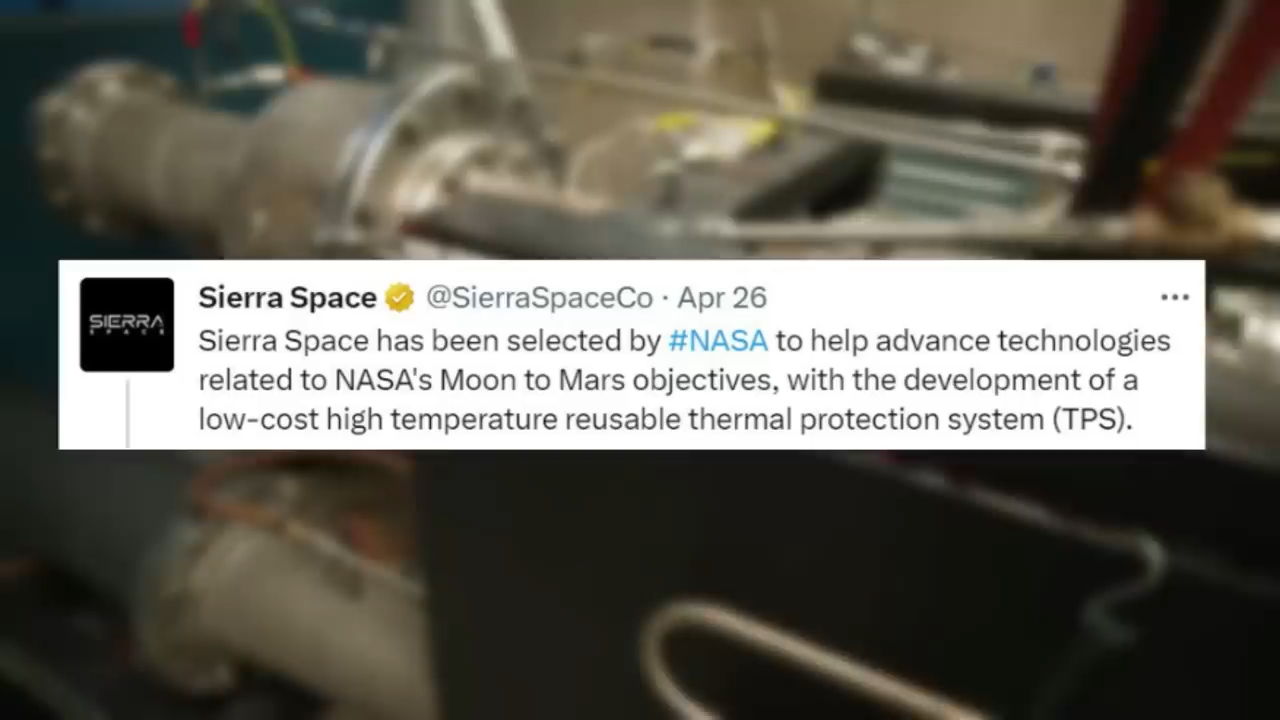 SIERRA
SPACE
Sierra Space @SierraSpaceCo · Apr 26
Sierra Space has been selected by #NASA to help advance technologies
related to NASA's Moon to Mars objectives, with the development of a
low-cost high temperature reusable thermal protection system (TPS).